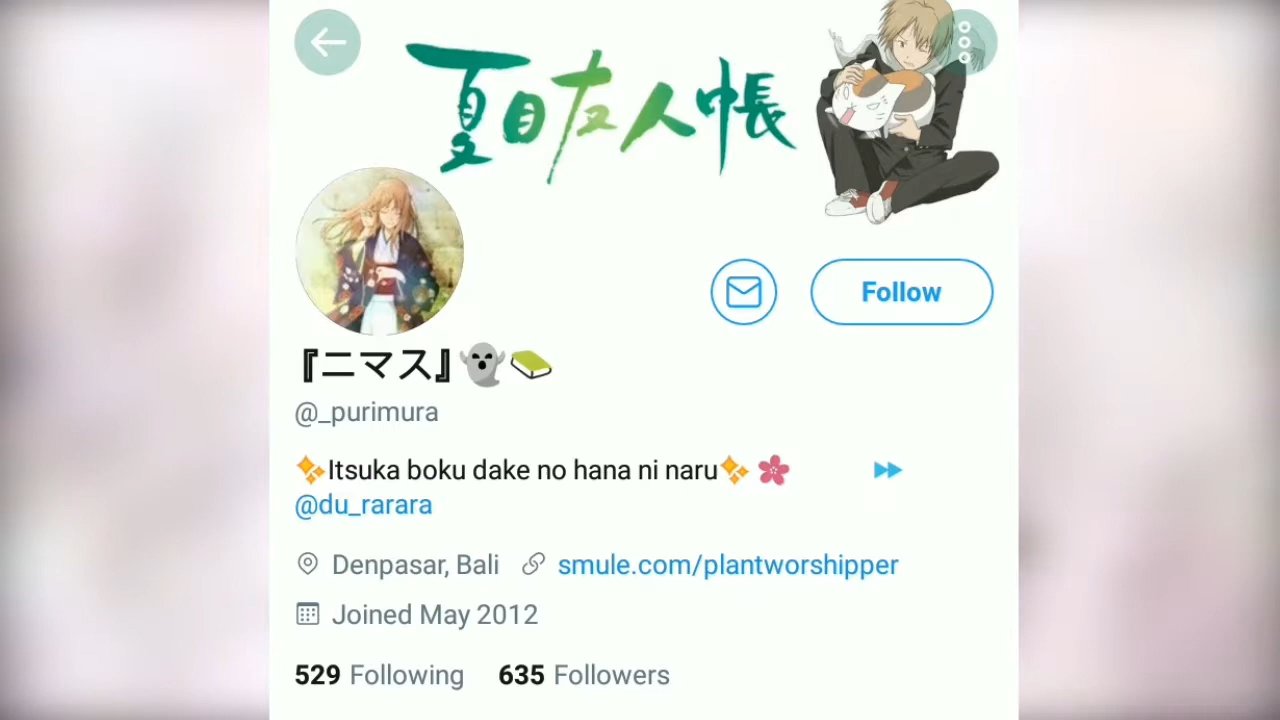 夏目友人帳
『ニマス』👻📗
@_purimura
✨Itsuka boku dake no hana ni naru✨🌸 ⏩
@du_rarara
Denpasar, Bali smule.com/plantworshipper
Joined May 2012
529 Following 635 Followers
Follow